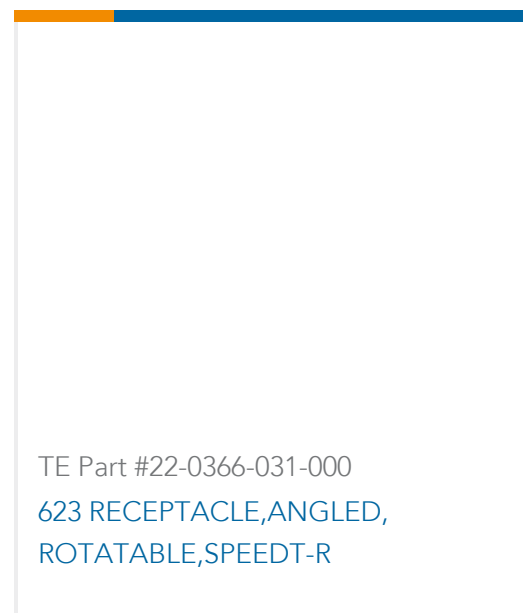 TE Part #22-0366-031-000
623 RECEPTACLE,ANGLED,
ROTATABLE,SPEEDT-R